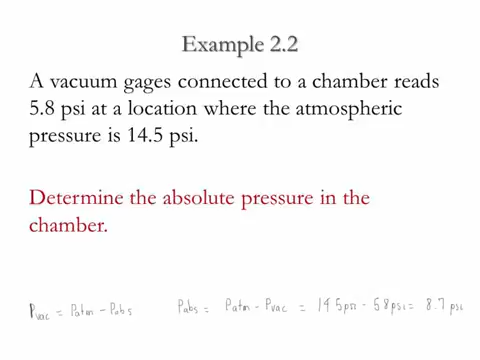 Example 2.2
A vacuum gages connected to a chamber reads
5.8 psi at a location where the atmospheric
pressure is 14.5 psi.
Determine the absolute pressure in the
chamber.
Pvac = Patm - Pabs Pabs = Patm - Pvac = 14.5psi - 5.8psi = 8.7 psi